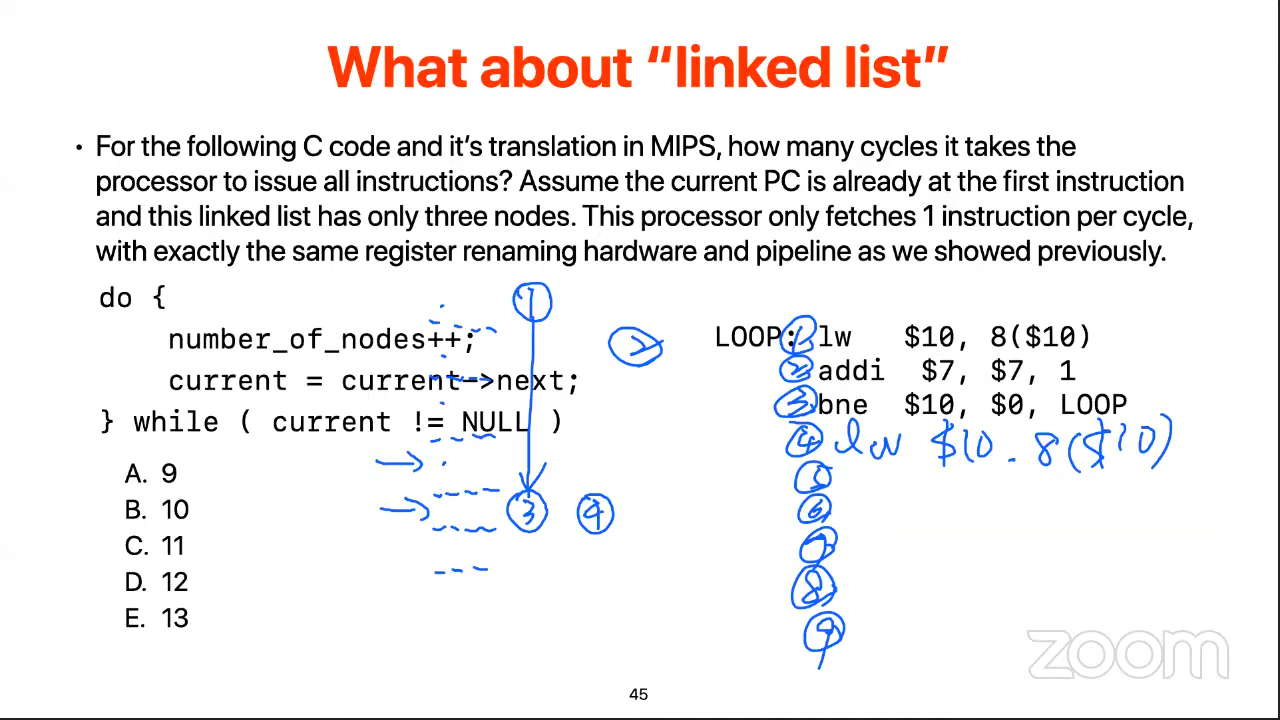 What about “linked list”
• For the following C code and it’s translation in MIPS, how many cycles it takes the
processor to issue all instructions? Assume the current PC is already at the first instruction
and this linked list has only three nodes. This processor only fetches 1 instruction per cycle,
with exactly the same register renaming hardware and pipeline as we showed previously.
do {
number_of_nodes++;
current = current->next;
} while ( current != NULL )
A. 9
B. 10
C. 11
D. 12
E. 13
1
2
3 4
LOOP: lw $10, 8($10)
addi $7, $7, 1
bne $10, $0, LOOP
1
2
3
4 lw $10. 8($10)
5
6
7
8
9
zoom
45